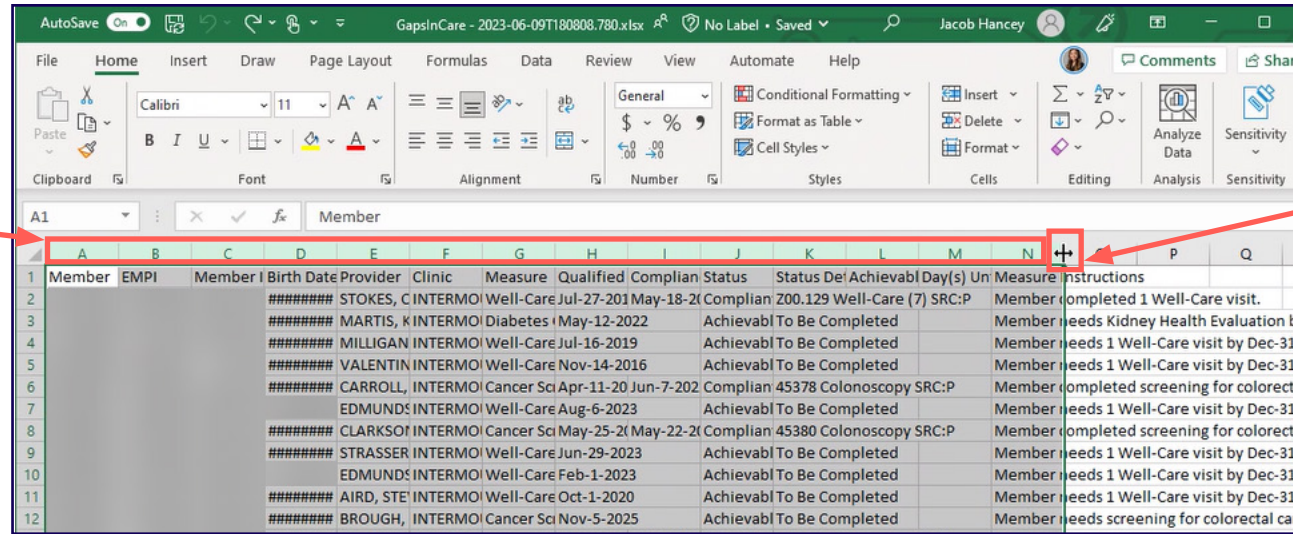 AutoSave On GapsInCare - 2023-06-09T180808.780.xlsx No Label • Saved Jacob Hancey
File Home Insert Draw Page Layout Formulas Data Review View Automate Help Comments Shar
Paste Calibri 11 General Conditional Formatting Insert Analyze Data Sensitivity
B I U A $ % 9 Format as Table Delete
Cell Styles Format
Clipboard Font Alignment Number Styles Cells Editing Analysis Sensitivity
A1 fx Member
A B C D E F G H I J K L M N P Q
1 Member EMPI Member I Birth Date Provider Clinic Measure Qualified Complian Status Status Det Achievabl Day(s) Un Measure Instructions
2 ######## STOKES, C INTERMO Well-Care Jul-27-201 May-18-20 Complian Z00.129 Well-Care (7) SRC:P Member completed 1 Well-Care visit.
3 ######## MARTIS, K INTERMO Diabetes May-12-2022 Achievabl To Be Completed Member needs Kidney Health Evaluation b
4 ######## MILLIGAN INTERMO Well-Care Jul-16-2019 Achievabl To Be Completed Member needs 1 Well-Care visit by Dec-31
5 ######## VALENTIN INTERMO Well-Care Nov-14-2016 Achievabl To Be Completed Member needs 1 Well-Care visit by Dec-31
6 ######## CARROLL, INTERMO Cancer Scr Apr-11-20 Jun-7-202 Complian 45378 Colonoscopy SRC:P Member completed screening for colorect
7 EDMUNDS INTERMO Well-Care Aug-6-2023 Achievabl To Be Completed Member needs 1 Well-Care visit by Dec-31
8 ######## CLARKSON INTERMO Cancer Scr May-25-20 May-22-20 Complian 45380 Colonoscopy SRC:P Member completed screening for colorect
9 ######## STRASSER INTERMO Well-Care Jun-29-2023 Achievabl To Be Completed Member needs 1 Well-Care visit by Dec-31
10 EDMUNDS INTERMO Well-Care Feb-1-2023 Achievabl To Be Completed Member needs 1 Well-Care visit by Dec-31
11 ######## AIRD, STE INTERMO Well-Care Oct-1-2020 Achievabl To Be Completed Member needs 1 Well-Care visit by Dec-31
12 ######## BROUGH, INTERMO Cancer Scr Nov-5-2025 Achievabl To Be Completed Member needs screening for colorectal ca